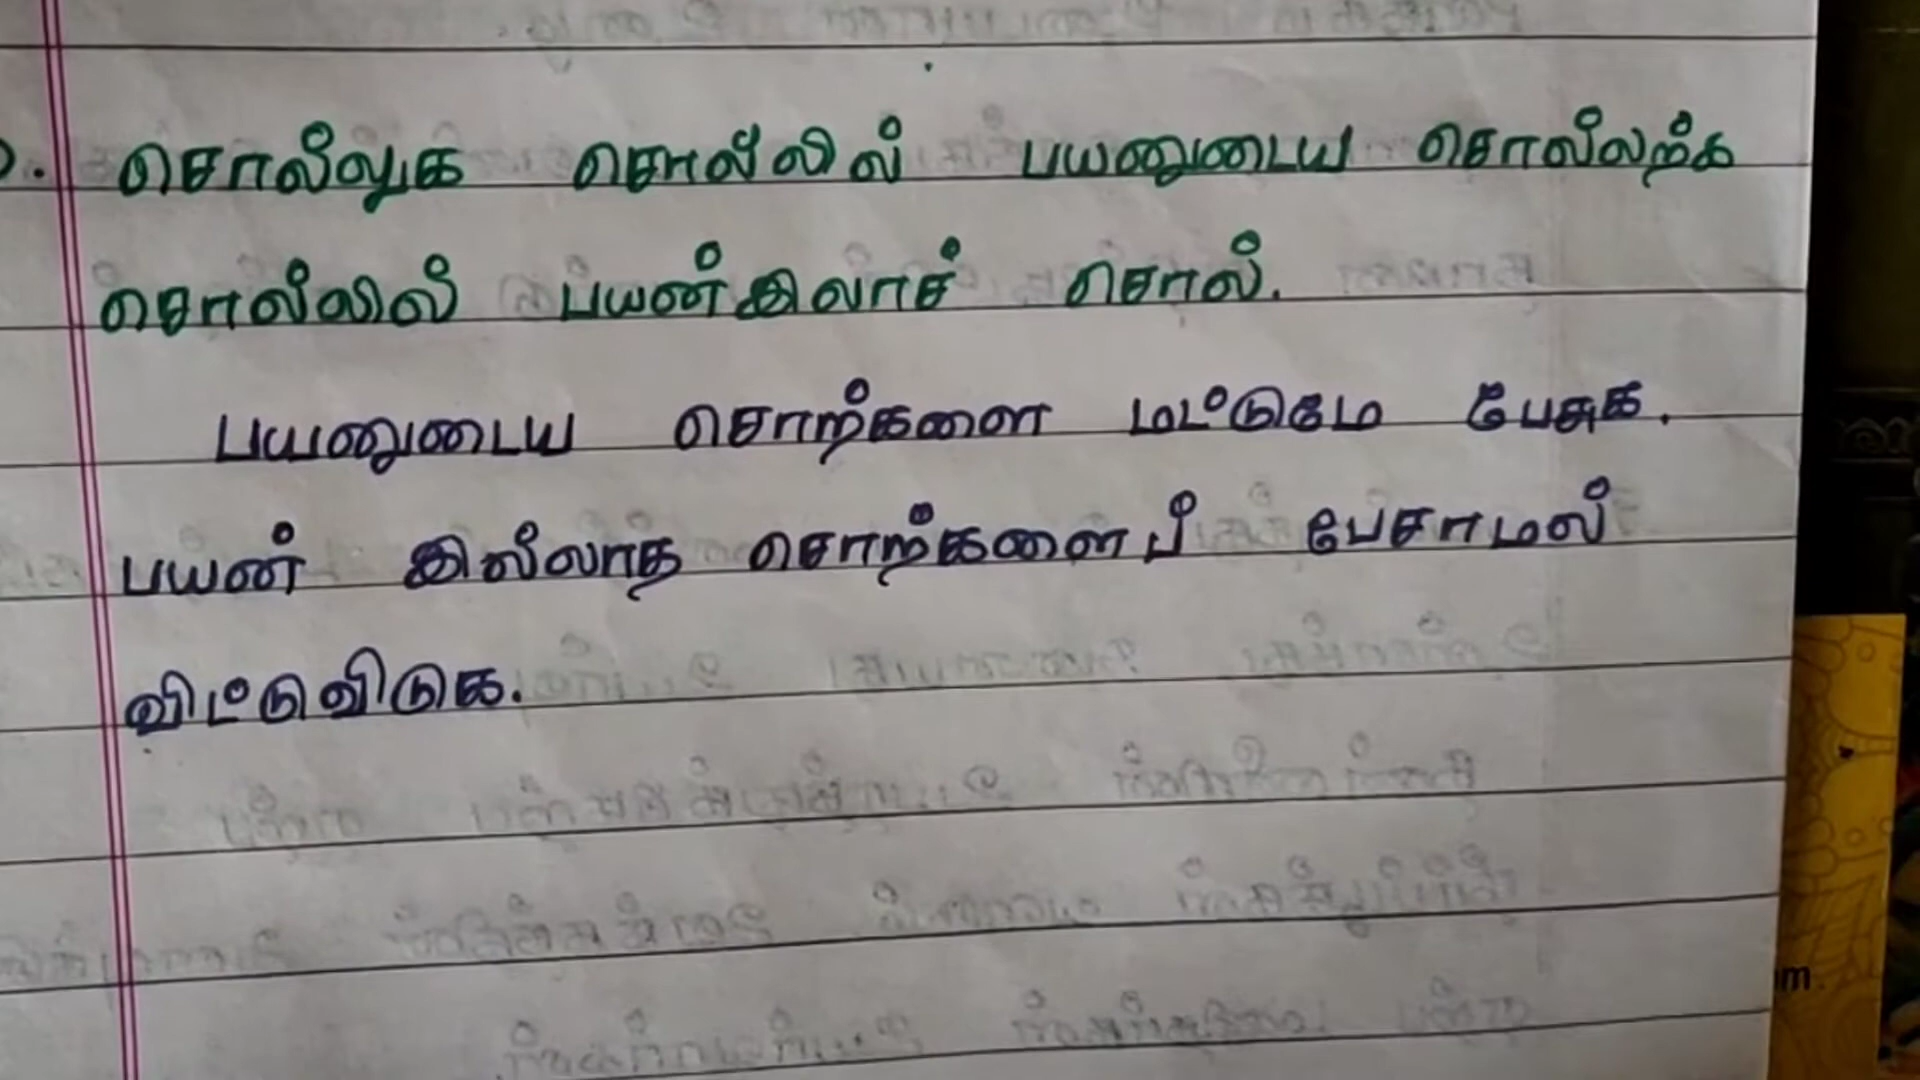 சொல்லுக சொல்லில் பயனுடைய சொல்லற்க
சொல்லில் பயன்இலாச் சொல்.
பயனுடைய சொற்களை மட்டுமே பேசுக.
பயன் இல்லாத சொற்களைப் பேசாமல்
விட்டுவிடுக.